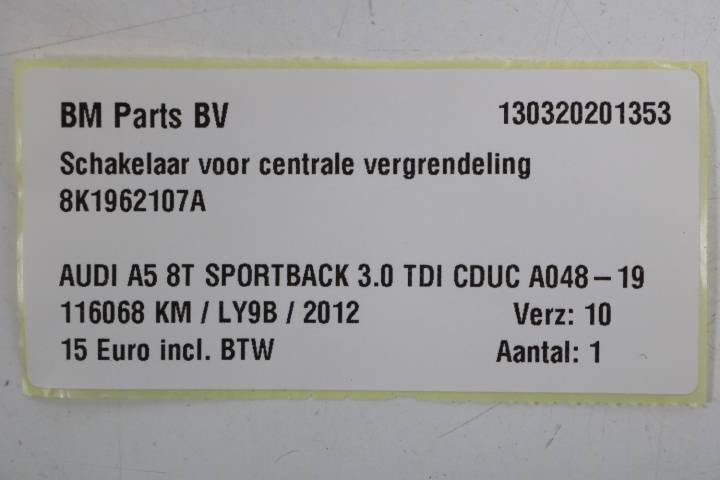 BM Parts BV 130320201353
Schakelaar voor centrale vergrendeling
8K1962107A
AUDI A5 8T SPORTBACK 3.0 TDI CDUC A048 – 19
116068 KM / LY9B / 2012 Verz: 10
15 Euro incl. BTW Aantal: 1